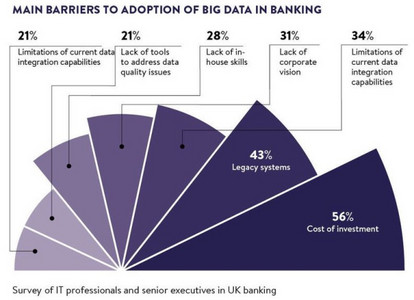 MAIN BARRIERS TO ADOPTION OF BIG DATA IN BANKING
21%
Limitations of current data
integration capabilities
21%
Lack of tools
to address data
quality issues
28%
Lack of in-
house skills
31%
Lack of
corporate
vision
34%
Limitations of
current data
integration
capabilities
43%
Legacy systems
56%
Cost of investment
Survey of IT professionals and senior executives in UK banking